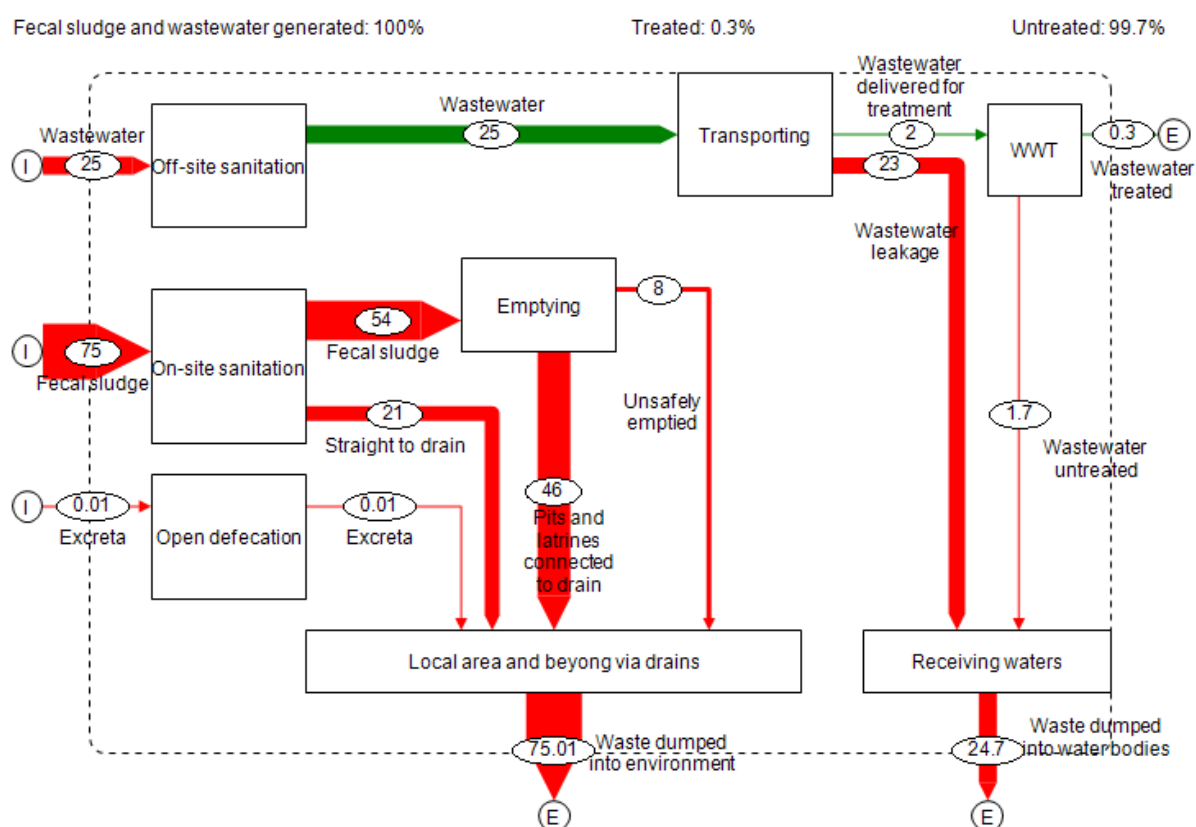 Fecal sludge and wastewater generated: 100%
Treated: 0.3%
Untreated: 99.7%
Wastewater
delivered for
treatment
Wastewater
Wastewater
I
25
Off-site sanitation
25
Transporting
2
WWT
0.3
E
Wastewater
treated
23
Wastewater
leakage
I
75
Fecal sludge
On-site sanitation
54
Fecal sludge
Emptying
8
Unsafely
emptied
21
Straight to drain
1.7
Wastewater
untreated
I
0.01
Excreta
Open defecation
0.01
Excreta
46
Pits and
latrines
connected
to drain
Local area and beyong via drains
Receiving waters
75.01
Waste dumped
into environment
E
24.7
Waste dumped
into water bodies
E